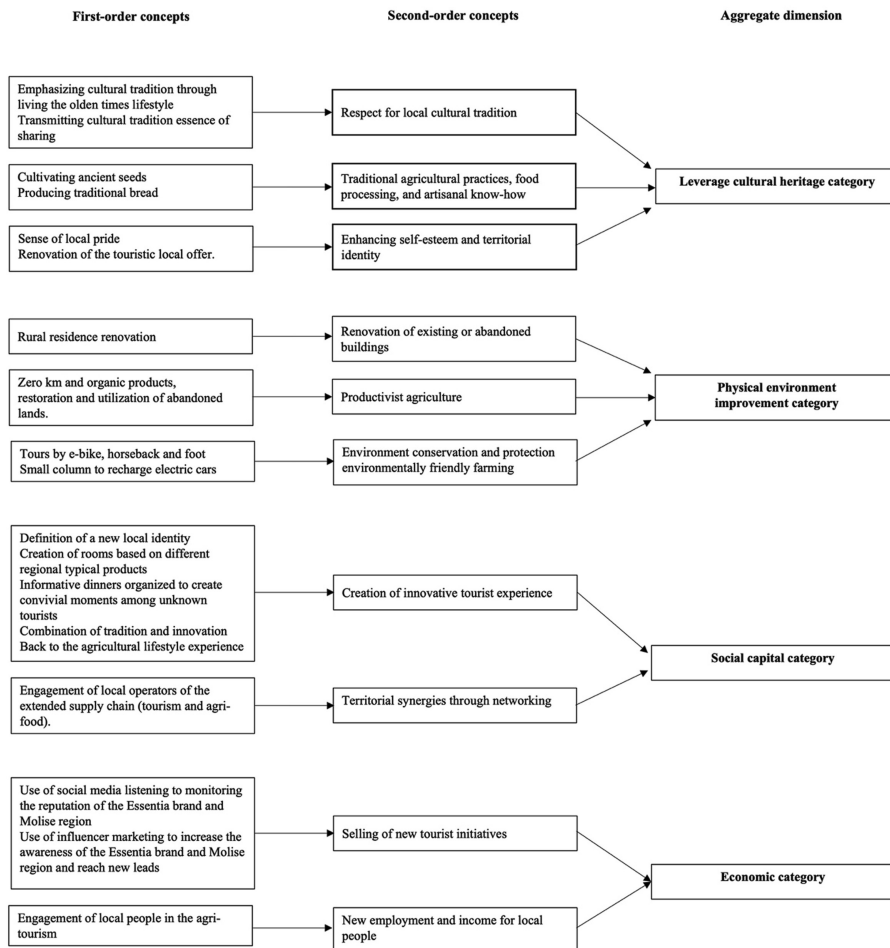 First-order concepts
Second-order concepts
Aggregate dimension
Emphasizing cultural tradition through
living the olden times lifestyle
Transmitting cultural tradition essence of
sharing
Respect for local cultural tradition
Cultivating ancient seeds
Producing traditional bread
Traditional agricultural practices, food
processing, and artisanal know-how
Leverage cultural heritage category
Sense of local pride
Renovation of the touristic local offer.
Enhancing self-esteem and territorial
identity
Rural residence renovation
Renovation of existing or abandoned
buildings
Zero km and organic products,
restoration and utilization of abandoned
lands.
Productivist agriculture
Physical environment
improvement category
Tours by e-bike, horseback and foot
Small column to recharge electric cars
Environment conservation and protection
environmentally friendly farming
Definition of a new local identity
Creation of rooms based on different
regional typical products
Informative dinners organized to create
convivial moments among unknown
tourists
Combination of tradition and innovation
Back to the agricultural lifestyle experience
Creation of innovative tourist experience
Social capital category
Engagement of local operators of the
extended supply chain (tourism and agri-
food).
Territorial synergies through networking
Use of social media listening to monitoring
the reputation of the Essentia brand and
Molise region
Use of influencer marketing to increase the
awareness of the Essentia brand and Molise
region and reach new leads
Selling of new tourist initiatives
Economic category
Engagement of local people in the agri-
tourism
New employment and income for local
people